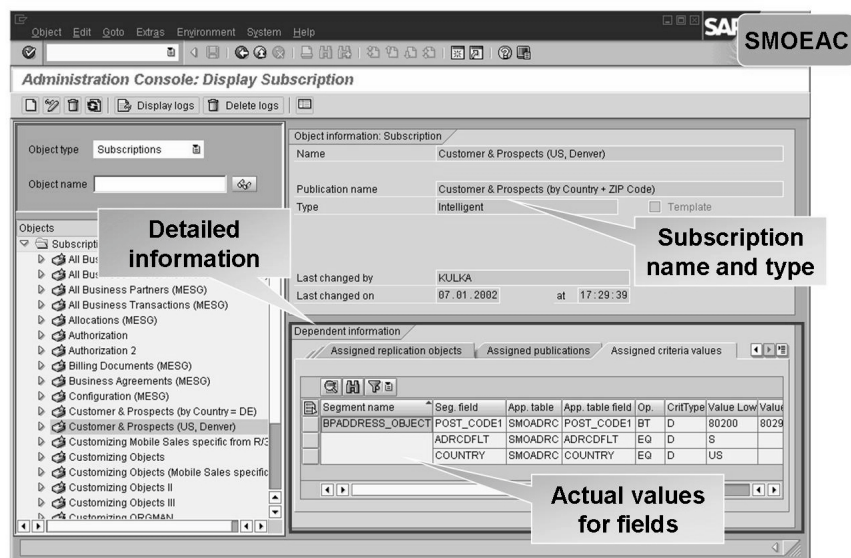 Object Edit Goto Extras Environment System Help
SAP
SMOEAC
Administration Console: Display Subscription
Display logs Delete logs
Object type Subscriptions
Object name
Objects
All Business Partners (MESG)
All Business Transactions (MESG)
Allocations (MESG)
Authorization
Authorization 2
Billing Documents (MESG)
Business Agreements (MESG)
Configuration (MESG)
Customer & Prospects (by Country = DE)
Customer & Prospects (US, Denver)
Customizing Mobile Sales specific from R/3
Customizing Objects
Customizing Objects (Mobile Sales specific
Customizing Objects II
Customizing Objects III
Customizing ORGMAN
Detailed
information
Object information: Subscription
Name Customer & Prospects (US, Denver)
Publication name Customer & Prospects (by Country + ZIP Code)
Type Intelligent Template
Subscription
name and type
Last changed by KULKA
Last changed on 07.01.2002 at 17:29:39
Dependent information
Assigned replication objects Assigned publications Assigned criteria values
Segment name Seg. field App. table App. table field Op. CritType Value Low Value
BPADDRESS_OBJECT POST_CODE1 SMOADRC POST_CODE1 BT D 80200 8029
ADRCDFLT SMOADRC ADRCDFLT EQ D S
COUNTRY SMOADRC COUNTRY EQ D US
Actual values
for fields